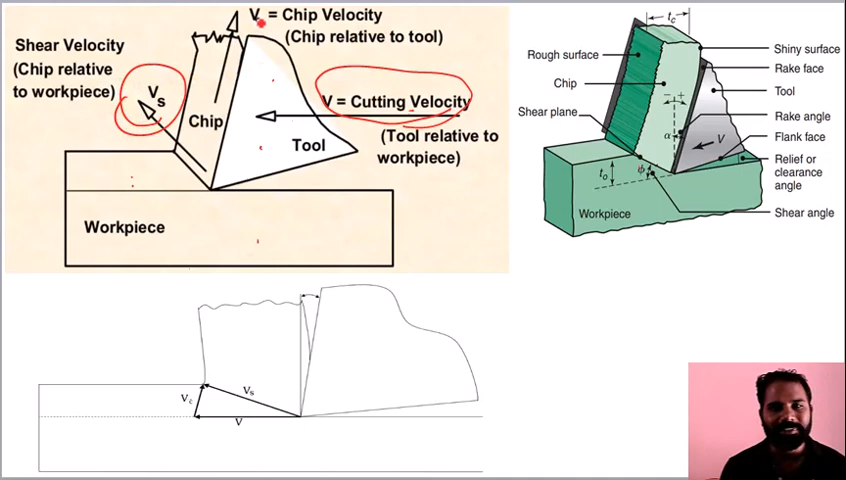 Vc = Chip Velocity
(Chip relative to tool)
Shear Velocity
(Chip relative
to workpiece)
Vs
V = Cutting Velocity
(Tool relative to
workpiece)
Chip
Tool
Workpiece
tc
Rough surface
Chip
Shear plane
Shiny surface
Rake face
Tool
Rake angle
Flank face
Relief or
clearance
angle
Shear angle
- +
α
V
to
ϕ
Workpiece
Vc
Vs
V